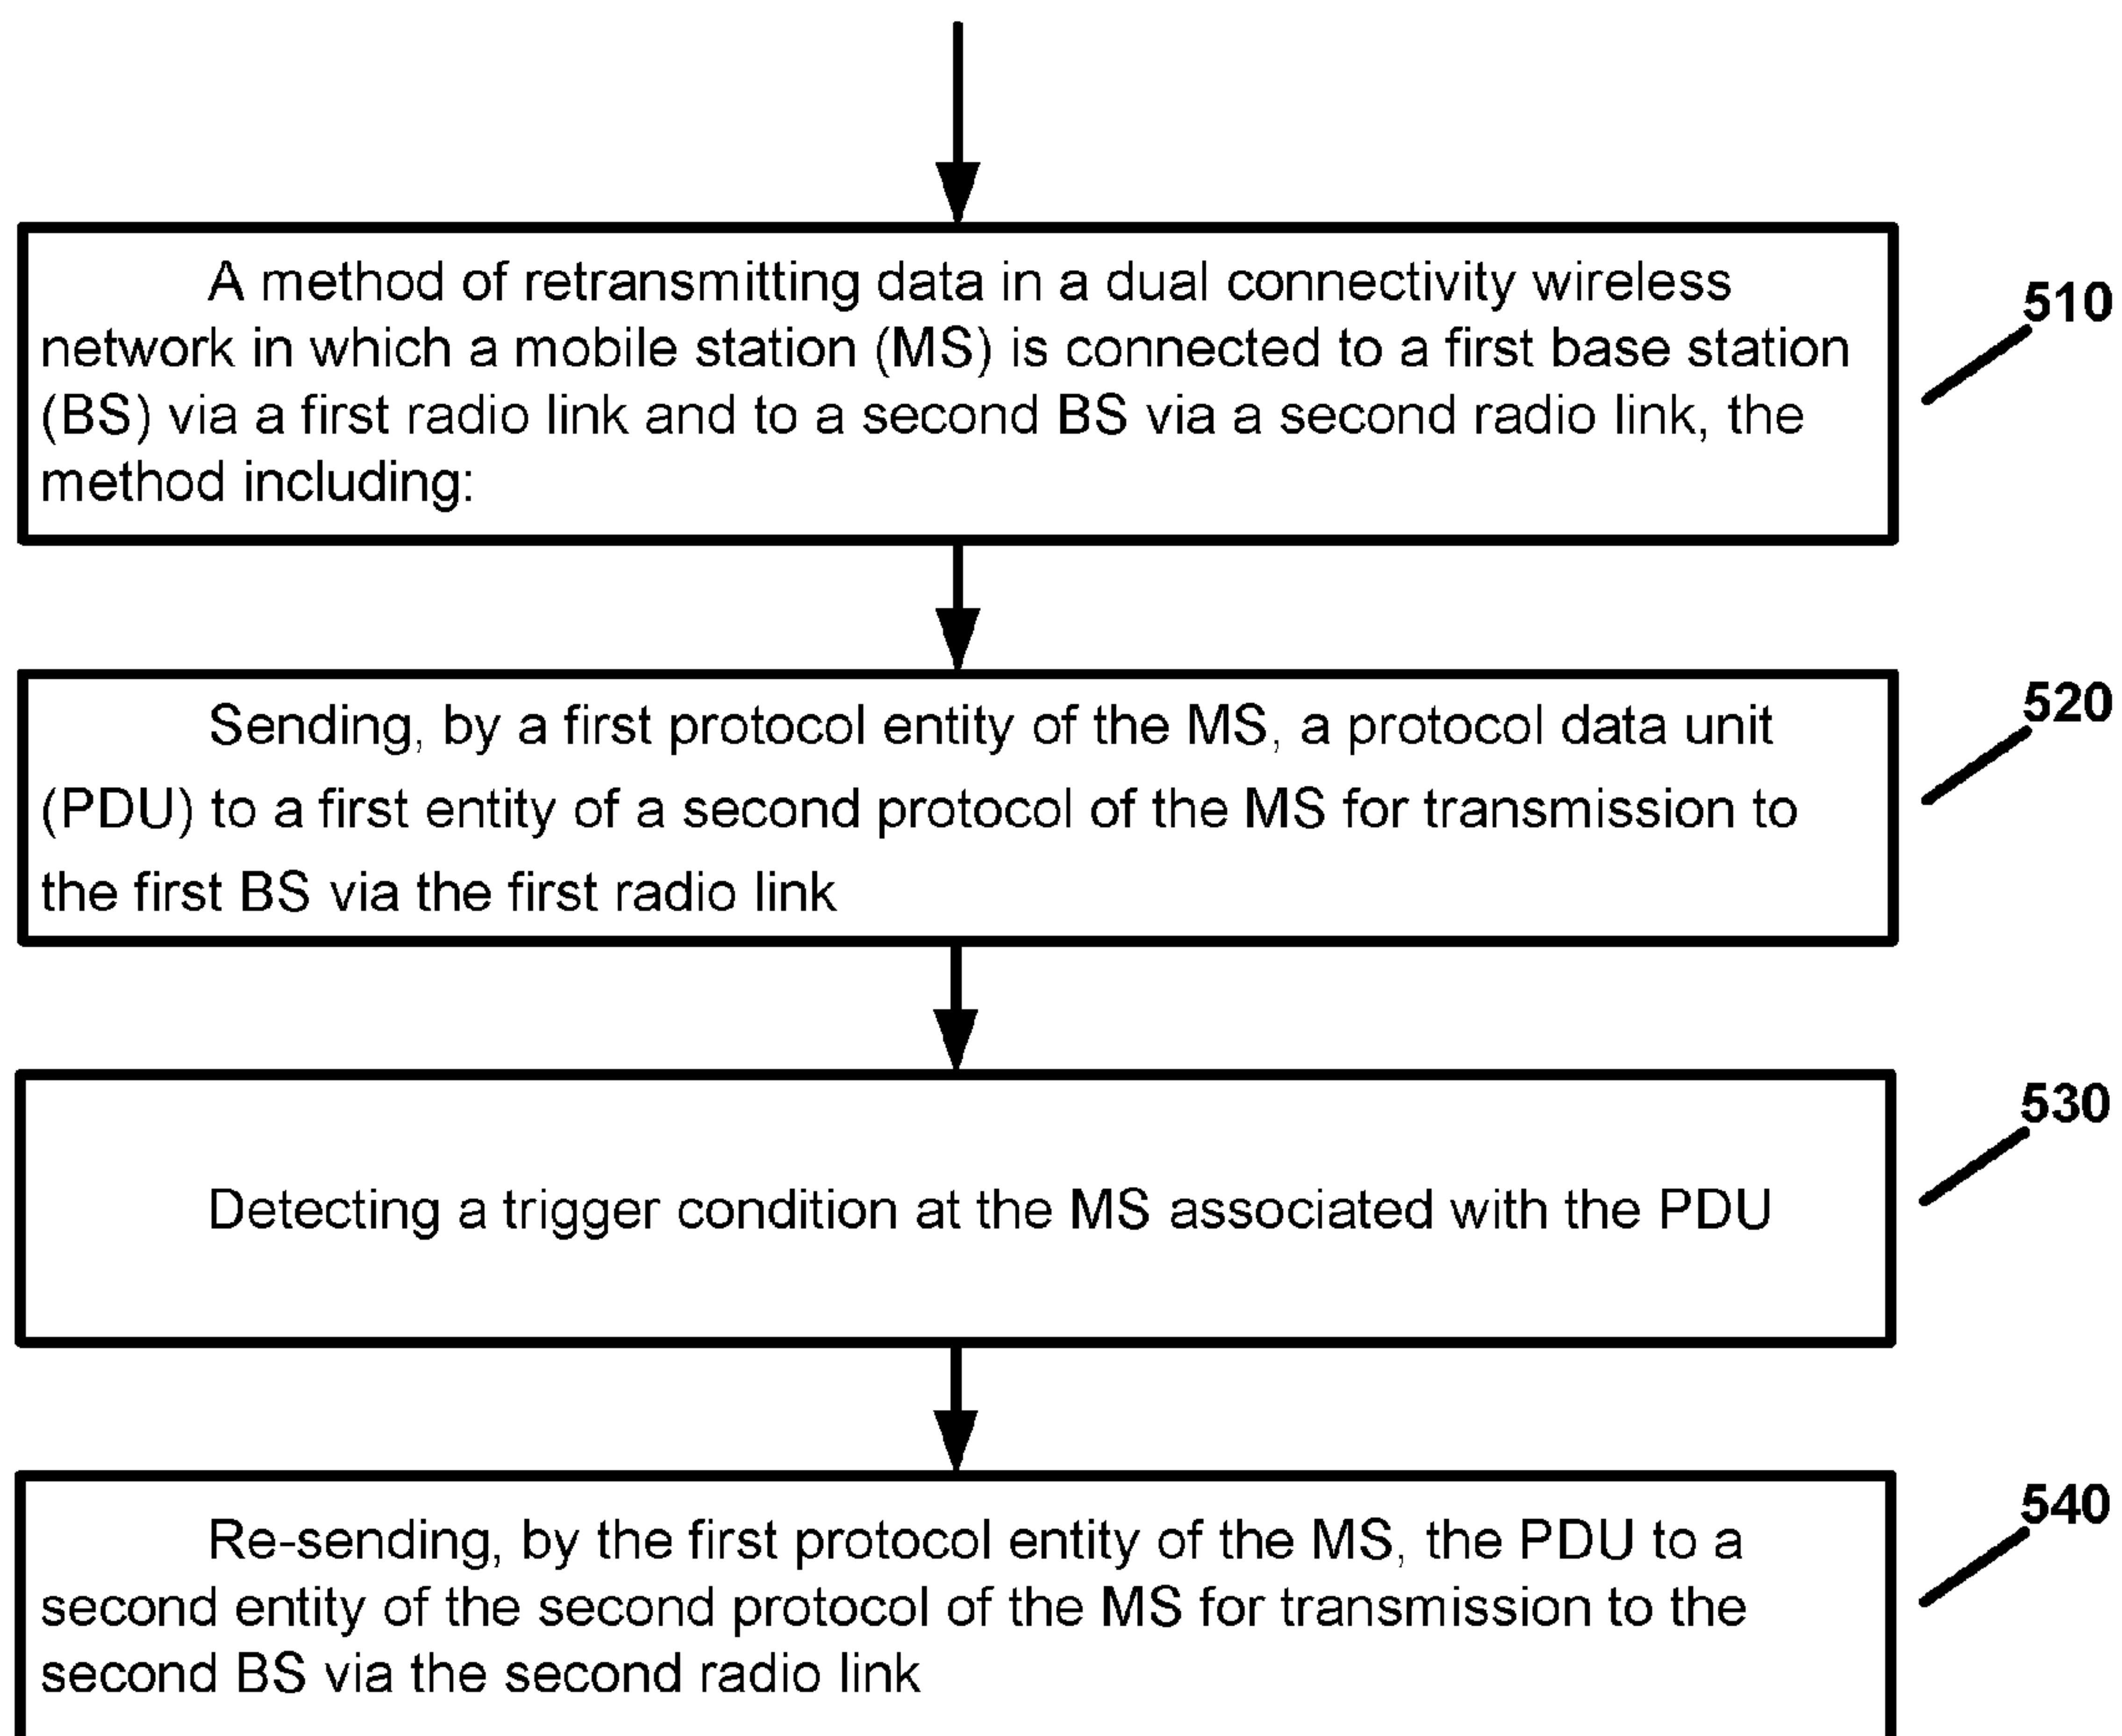 A method of retransmitting data in a dual connectivity wireless
network in which a mobile station (MS) is connected to a first base station
(BS) via a first radio link and to a second BS via a second radio link, the
method including:
510
Sending, by a first protocol entity of the MS, a protocol data unit
(PDU) to a first entity of a second protocol of the MS for transmission to
the first BS via the first radio link
520
Detecting a trigger condition at the MS associated with the PDU
530
Re-sending, by the first protocol entity of the MS, the PDU to a
second entity of the second protocol of the MS for transmission to the
second BS via the second radio link
540